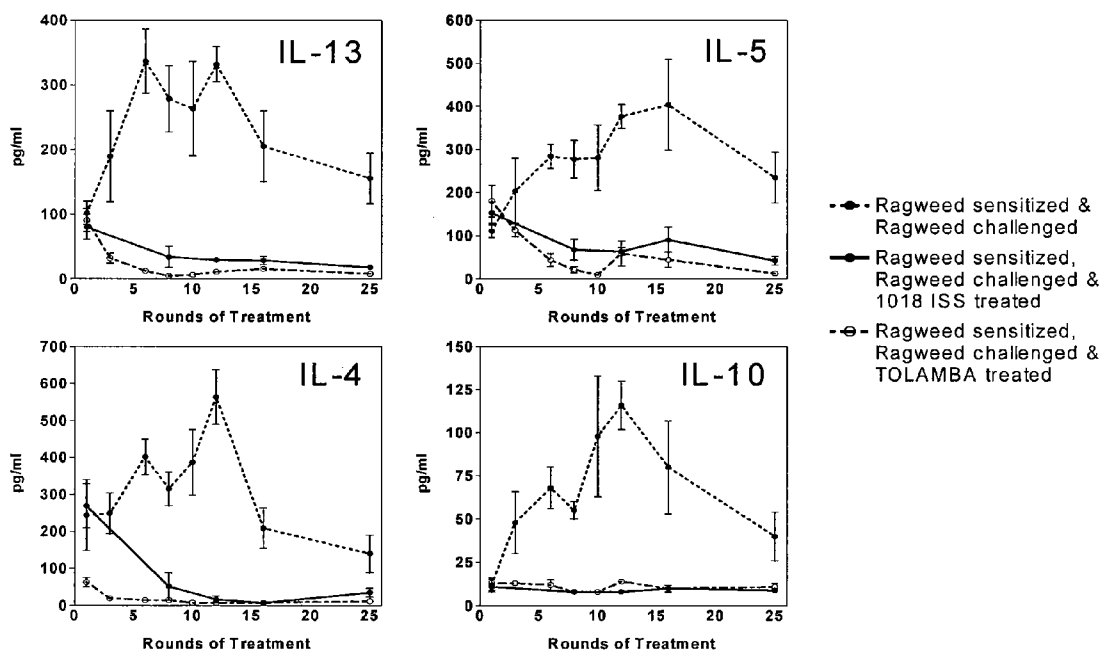 IL-13
400
300
200
100
0
pg/ml
0 5 10 15 20 25
Rounds of Treatment
IL-5
600
500
400
300
200
100
0
pg/ml
0 5 10 15 20 25
Rounds of Treatment
IL-4
700
600
500
400
300
200
100
0
pg/ml
0 5 10 15 20 25
Rounds of Treatment
IL-10
150
125
100
75
50
25
0
pg/ml
0 5 10 15 20 25
Rounds of Treatment
Ragweed sensitized &
Ragweed challenged
Ragweed sensitized,
Ragweed challenged &
1018 ISS treated
Ragweed sensitized,
Ragweed challenged &
TOLAMBA treated